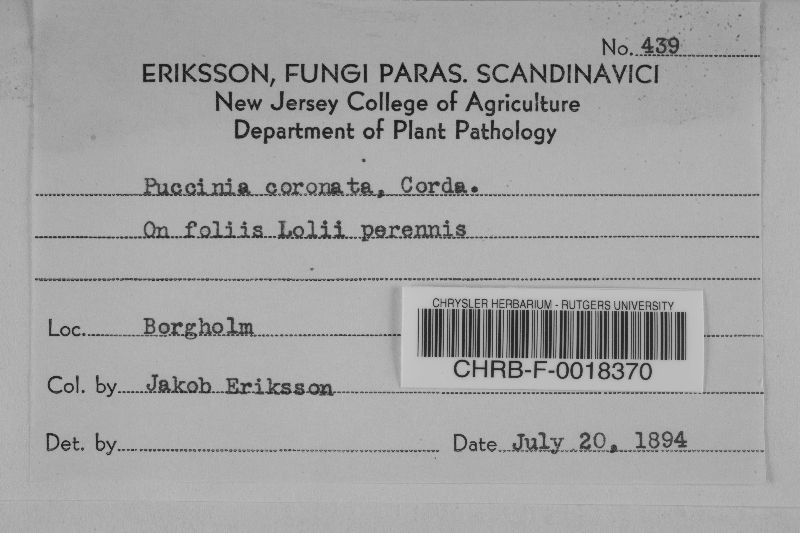 No. 439
ERIKSSON, FUNGI PARAS. SCANDINAVICI
New Jersey College of Agriculture
Department of Plant Pathology
Puccinia coronata, Corda.
On foliis Lolii perennis
Loc. Borgholm
CHRYSLER HERBARIUM - RUTGERS UNIVERSITY
CHRB-F-0018370
Col. by Jakob Eriksson
Det. by
Date July 20, 1894